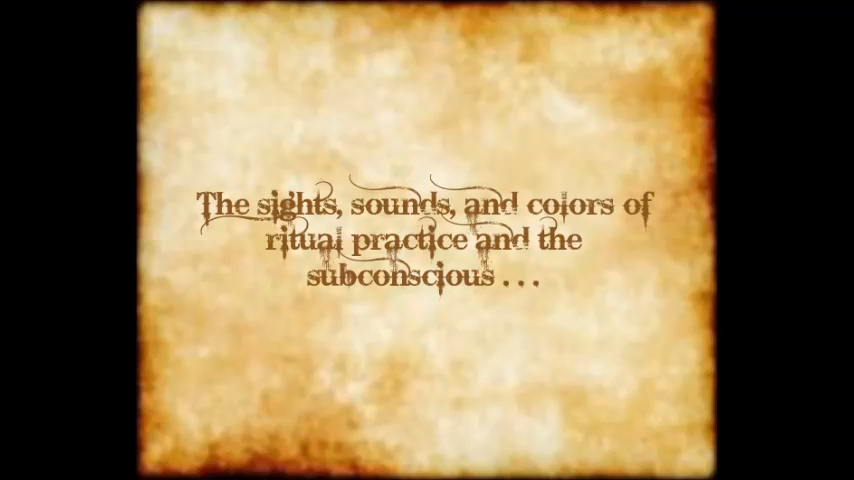 The sights, sounds, and colors of
ritual practice and the
subconscious . . .